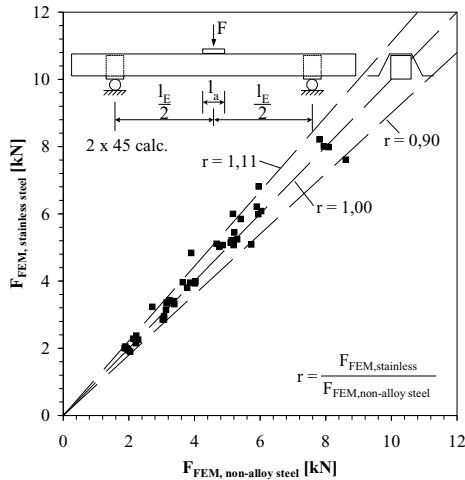 12
F
10
l_E
2
l_a
l_E
2
2 x 45 calc.
r = 0,90
8
r = 1,11
r = 1,00
6
F_FEM, stainless steel [kN]
4
2
r = F_FEM,stainless / F_FEM,non-alloy steel
0
0 2 4 6 8 10 12
F_FEM, non-alloy steel [kN]